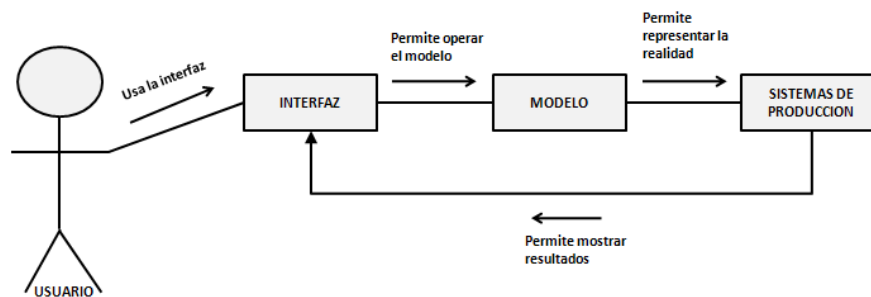 Usa la interfaz
INTERFAZ
Permite operar
el modelo
MODELO
Permite
representar la
realidad
SISTEMAS DE
PRODUCCION
Permite mostrar
resultados
USUARIO